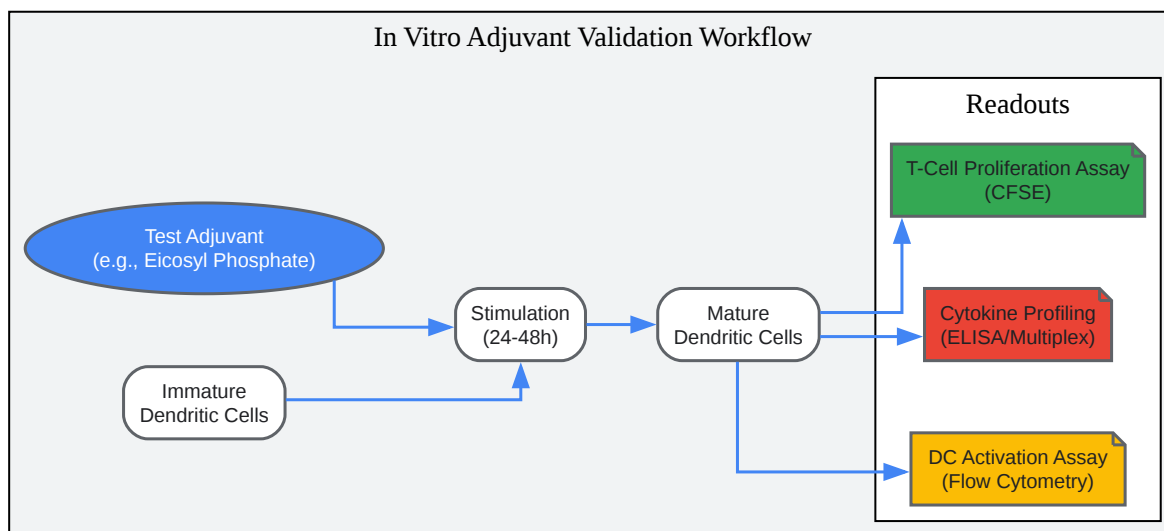 In Vitro Adjuvant Validation Workflow
Readouts
T-Cell Proliferation Assay
(CFSE)
Test Adjuvant
(e.g., Eicosyl Phosphate)
Stimulation
(24-48h)
Mature
Dendritic Cells
Cytokine Profiling
(ELISA/Multiplex)
Immature
Dendritic Cells
DC Activation Assay
(Flow Cytometry)